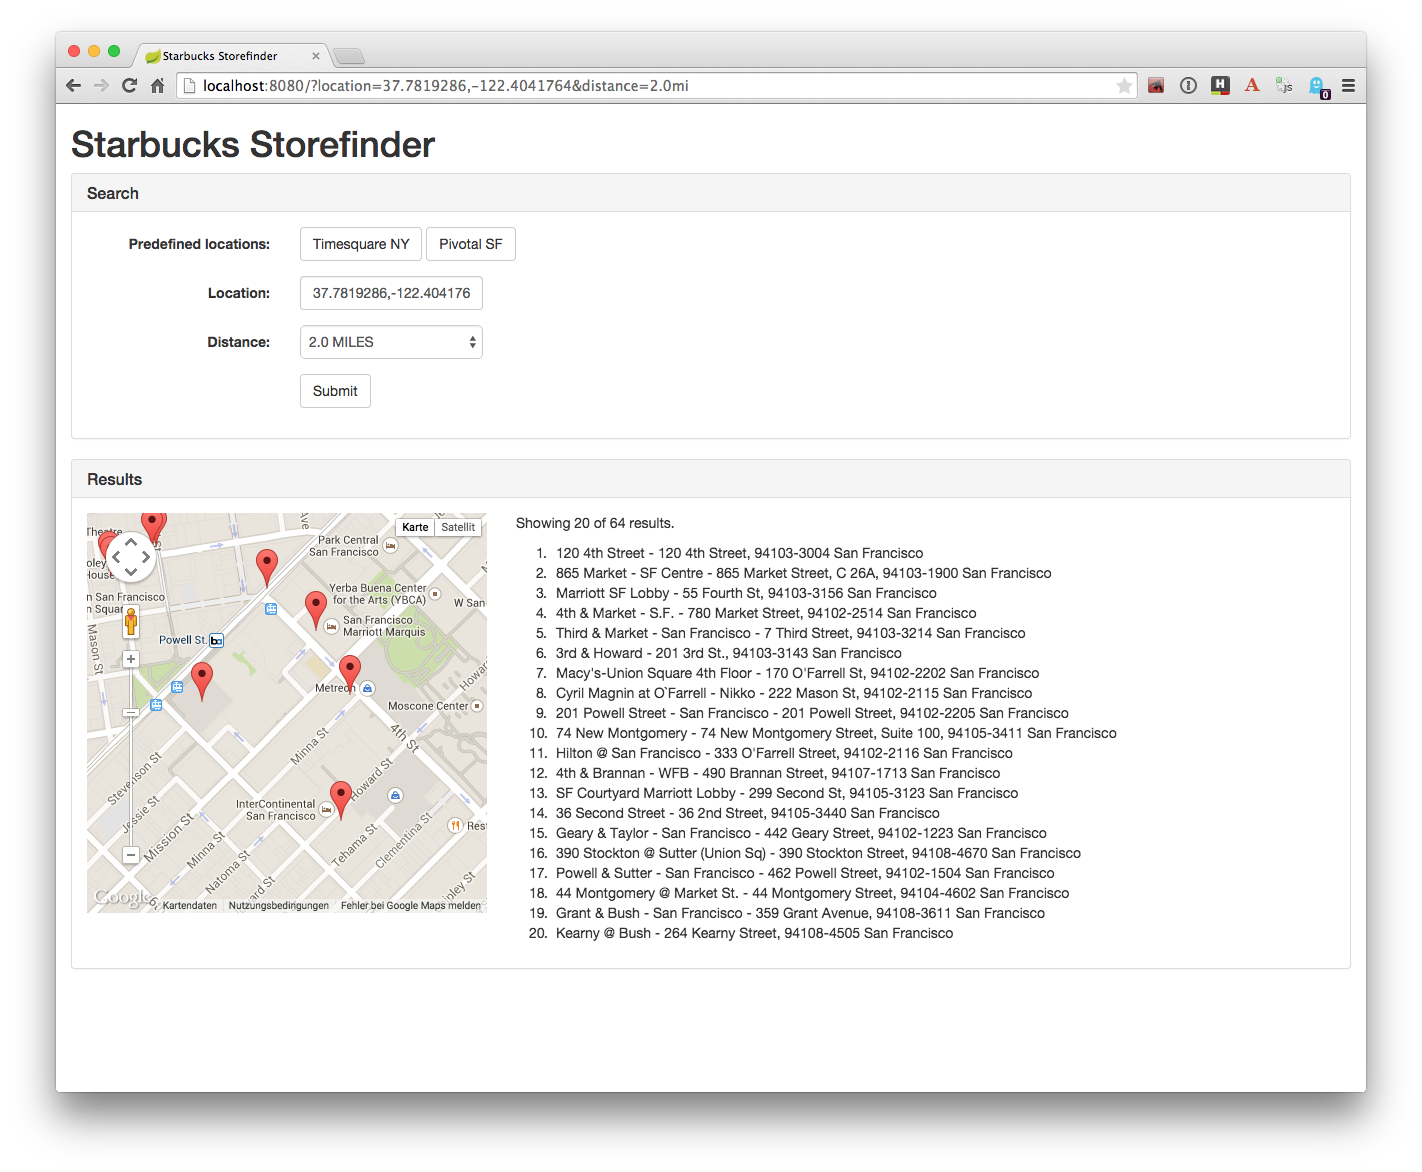 Starbucks Storefinder
localhost:8080/?location=37.7819286,-122.4041764&distance=2.0mi
Starbucks Storefinder
Search
Predefined locations: Timesquare NY Pivotal SF
Location: 37.7819286,-122.404176
Distance: 2.0 MILES
Submit
Results
Karte Satellit
Park Central
San Francisco
Yerba Buena Center
for the Arts (YBCA)
W San
San Francisco
Marriott Marquis
Theatre
House
n San Francisco
n Square
Mason St
Powell St.
Metreon
Moscone Center
Howard
4th St
Minna St
Stevenson St
Howard St
Jessie St
InterContinental
San Francisco
Mission St
Minna St
Tehama St
Clementina St
Natoma St
Rest
Google
Kartendaten Nutzungsbedingungen Fehler bei Google Maps melden
Showing 20 of 64 results.
1. 120 4th Street - 120 4th Street, 94103-3004 San Francisco
2. 865 Market - SF Centre - 865 Market Street, C 26A, 94103-1900 San Francisco
3. Marriott SF Lobby - 55 Fourth St, 94103-3156 San Francisco
4. 4th & Market - S.F. - 780 Market Street, 94102-2514 San Francisco
5. Third & Market - San Francisco - 7 Third Street, 94103-3214 San Francisco
6. 3rd & Howard - 201 3rd St., 94103-3143 San Francisco
7. Macy's-Union Square 4th Floor - 170 O'Farrell St, 94102-2202 San Francisco
8. Cyril Magnin at O`Farrell - Nikko - 222 Mason St, 94102-2115 San Francisco
9. 201 Powell Street - San Francisco - 201 Powell Street, 94102-2205 San Francisco
10. 74 New Montgomery - 74 New Montgomery Street, Suite 100, 94105-3411 San Francisco
11. Hilton @ San Francisco - 333 O'Farrell Street, 94102-2116 San Francisco
12. 4th & Brannan - WFB - 490 Brannan Street, 94107-1713 San Francisco
13. SF Courtyard Marriott Lobby - 299 Second St, 94105-3123 San Francisco
14. 36 Second Street - 36 2nd Street, 94105-3440 San Francisco
15. Geary & Taylor - San Francisco - 442 Geary Street, 94102-1223 San Francisco
16. 390 Stockton @ Sutter (Union Sq) - 390 Stockton Street, 94108-4670 San Francisco
17. Powell & Sutter - San Francisco - 462 Powell Street, 94102-1504 San Francisco
18. 44 Montgomery @ Market St. - 44 Montgomery Street, 94104-4602 San Francisco
19. Grant & Bush - San Francisco - 359 Grant Avenue, 94108-3611 San Francisco
20. Kearny @ Bush - 264 Kearny Street, 94108-4505 San Francisco